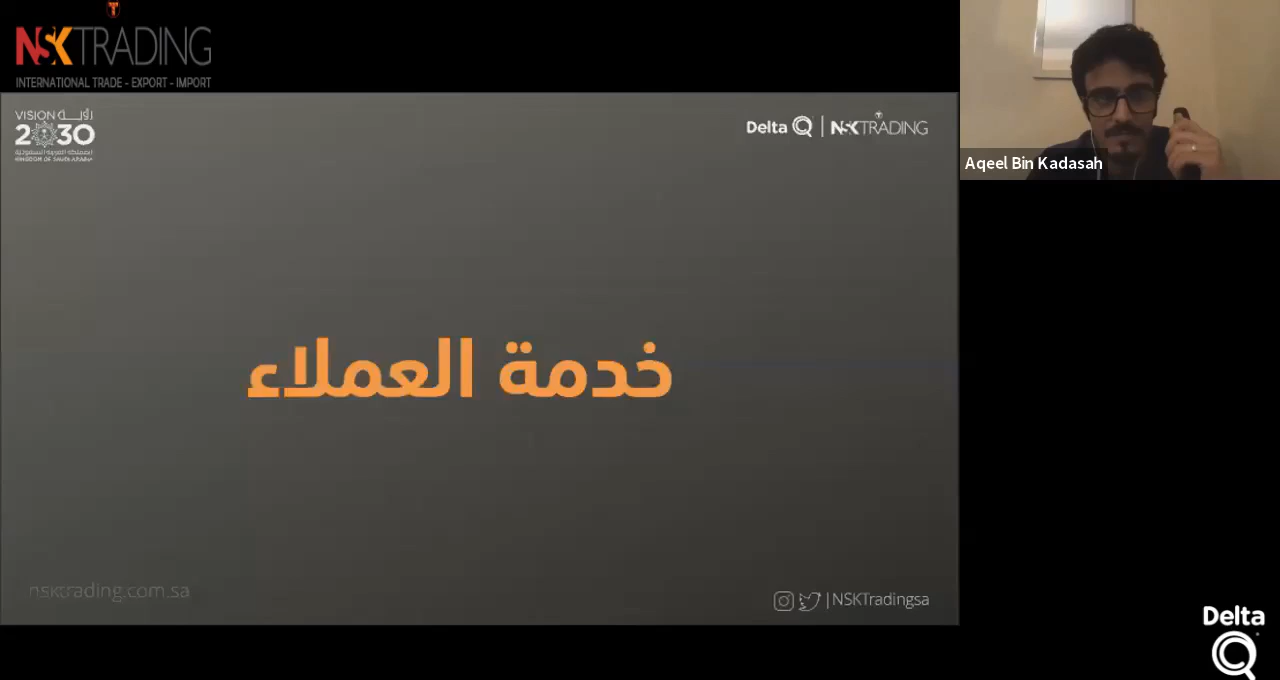 NSKTRADING
INTERNATIONAL TRADE - EXPORT - IMPORT
VISION رؤيــة
2030
المملكة العربية السعودية
KINGDOM OF SAUDI ARABIA
Delta Q | NSKTRADING
Aqeel Bin Kadasah
خدمة العملاء
nsktrading.com.sa
|NSKTradingsa
Delta
Q